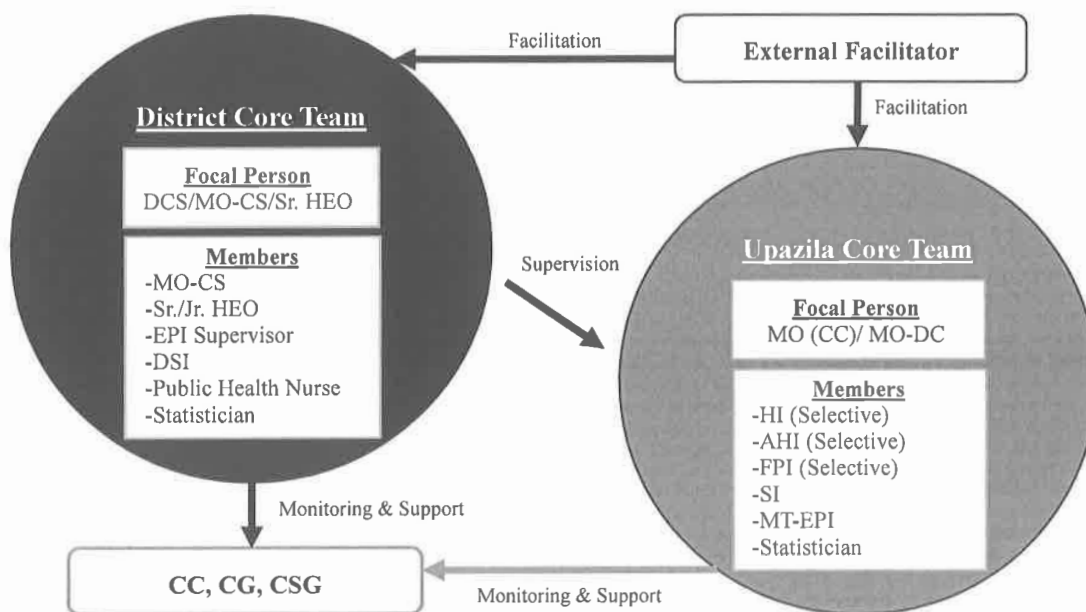 Facilitation
External Facilitator
Facilitation
District Core Team
Focal Person
DCS/MO-CS/Sr. HEO
Members
-MO-CS
-Sr./Jr. HEO
-EPI Supervisor
-DSI
-Public Health Nurse
-Statistician
Supervision
Upazila Core Team
Focal Person
MO (CC)/ MO-DC
Members
-HI (Selective)
-AHI (Selective)
-FPI (Selective)
-SI
-MT-EPI
-Statistician
Monitoring & Support
CC, CG, CSG
Monitoring & Support